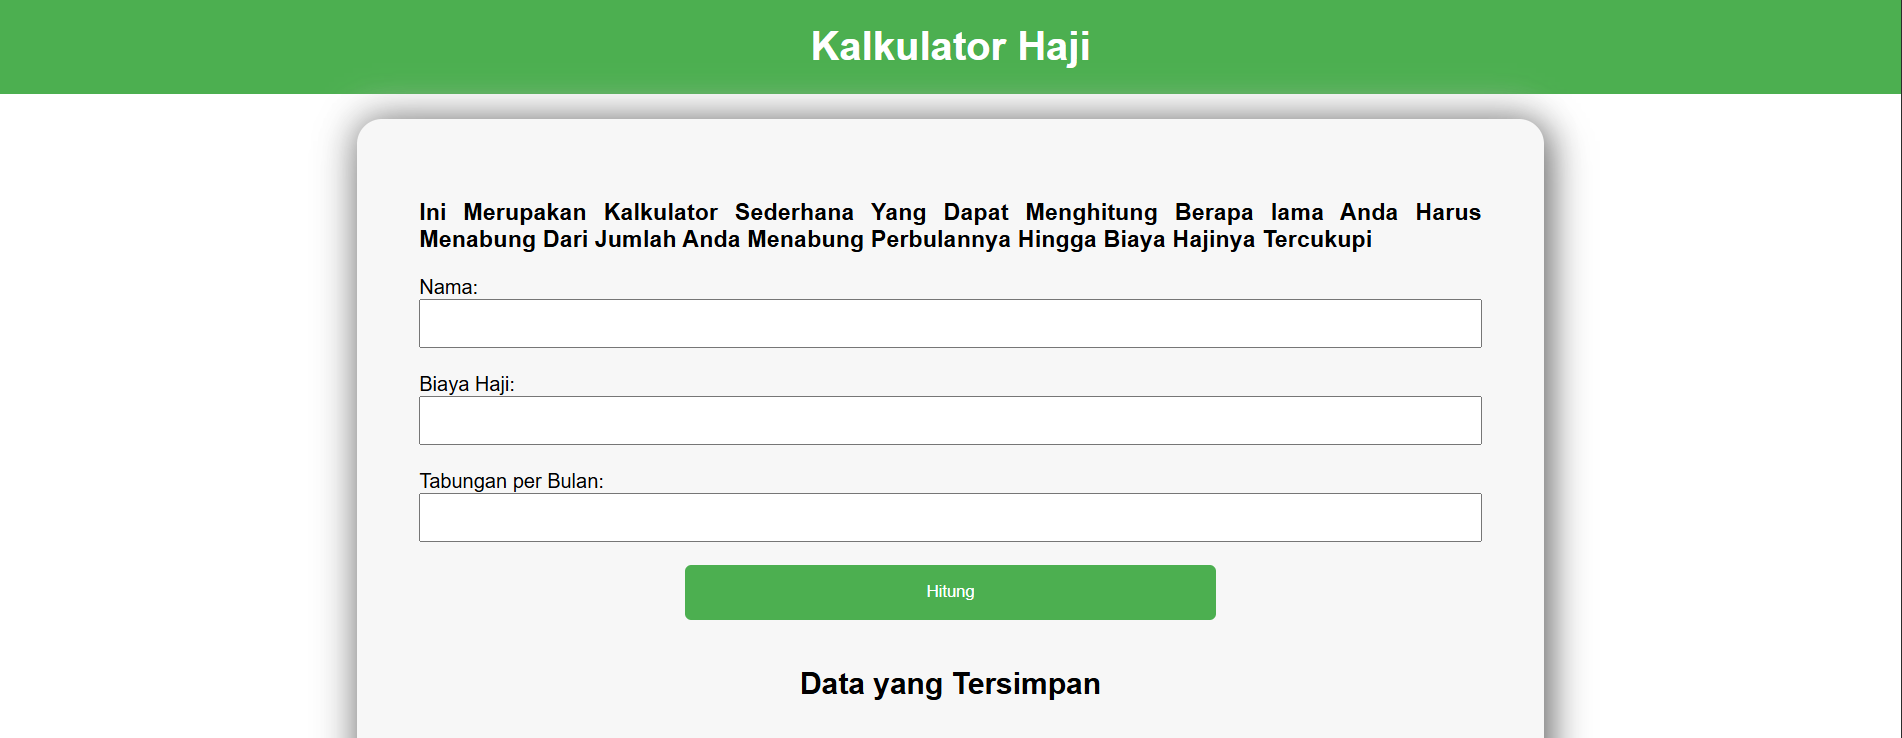 Kalkulator Haji
Ini Merupakan Kalkulator Sederhana Yang Dapat Menghitung Berapa lama Anda Harus
Menabung Dari Jumlah Anda Menabung Perbulannya Hingga Biaya Hajinya Tercukupi
Nama:
Biaya Haji:
Tabungan per Bulan:
Hitung
Data yang Tersimpan